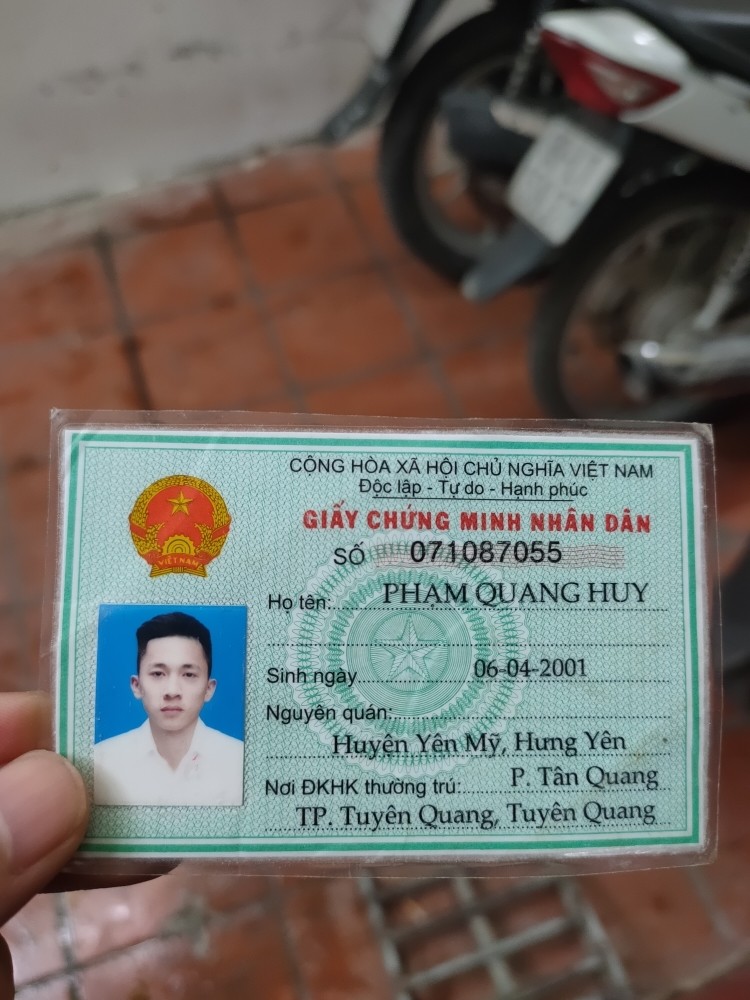 CỘNG HÒA XÃ HỘI CHỦ NGHĨA VIỆT NAM
Độc lập - Tự do - Hạnh phúc
GIẤY CHỨNG MINH NHÂN DÂN
SỐ 071087055
VIỆT NAM
Họ tên: PHẠM QUANG HUY
Sinh ngày 06-04-2001
Nguyên quán:
Huyện Yên Mỹ, Hưng Yên
Nơi ĐKHK thường trú: P. Tân Quang
TP. Tuyên Quang, Tuyên Quang